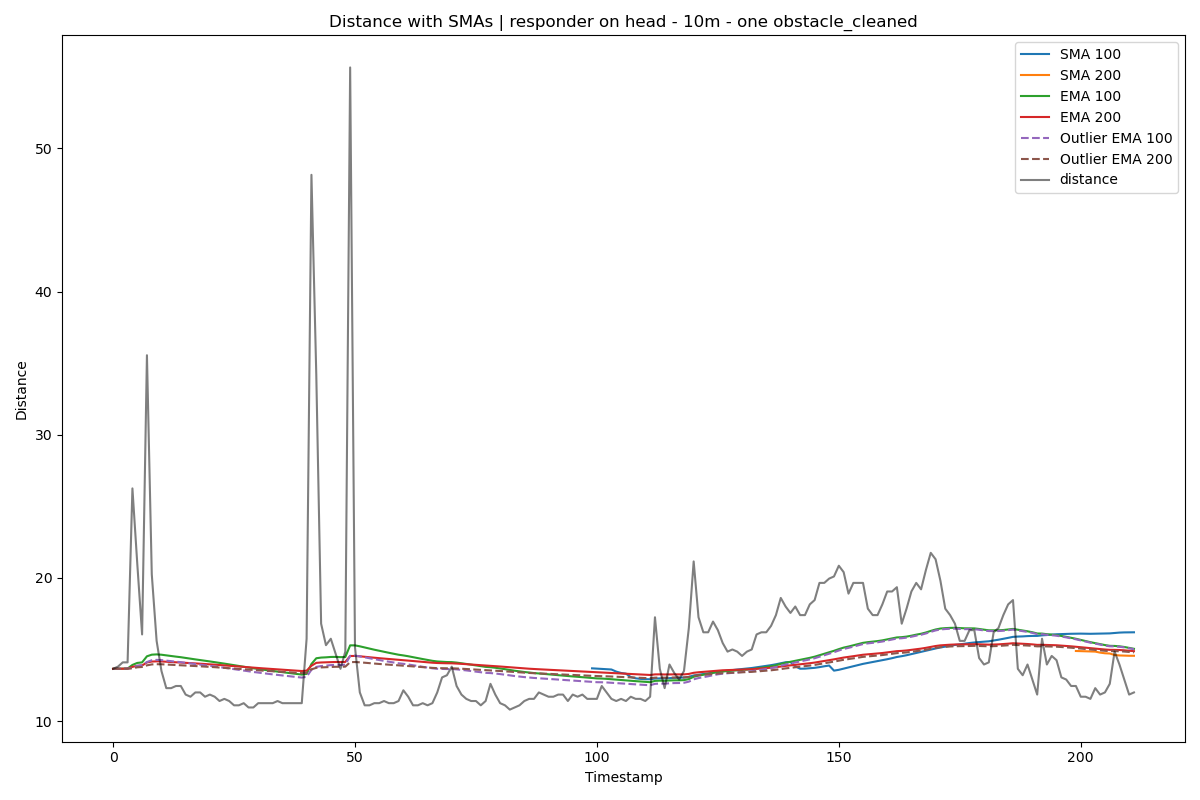 Distance with SMAs | responder on head - 10m - one obstacle_cleaned
SMA 100
SMA 200
EMA 100
EMA 200
Outlier EMA 100
Outlier EMA 200
distance
Distance
50
40
30
20
10
0
50
100
150
200
Timestamp